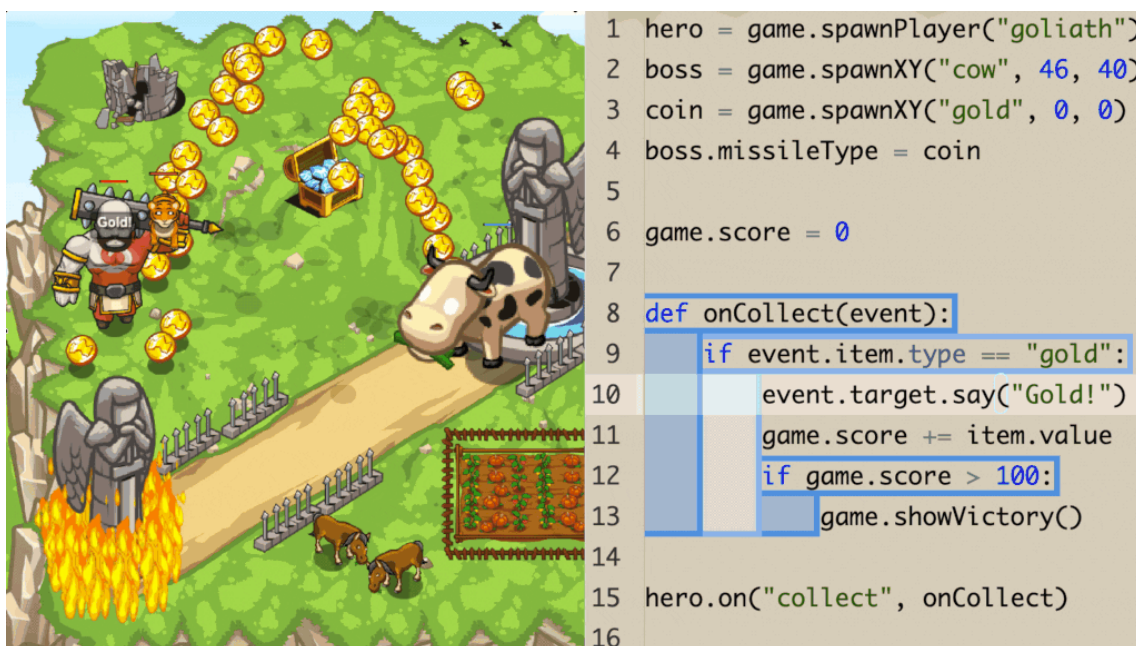 Gold!
1 hero = game.spawnPlayer("goliath")
2 boss = game.spawnXY("cow", 46, 40)
3 coin = game.spawnXY("gold", 0, 0)
4 boss.missileType = coin
5
6 game.score = 0
7
8 def onCollect(event):
9 if event.item.type == "gold":
10 event.target.say("Gold!")
11 game.score += item.value
12 if game.score > 100:
13 game.showVictory()
14
15 hero.on("collect", onCollect)
16